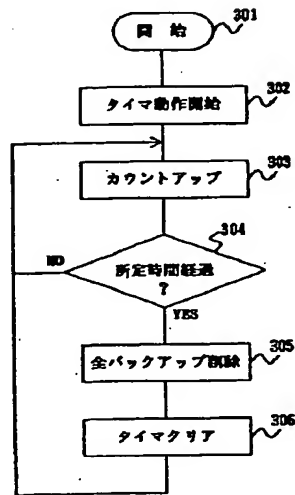 301
開始
302
タイマ動作開始
303
カウントアップ
304
所定時間経過
?
NO
YES
305
全バックアップ削除
306
タイマクリア